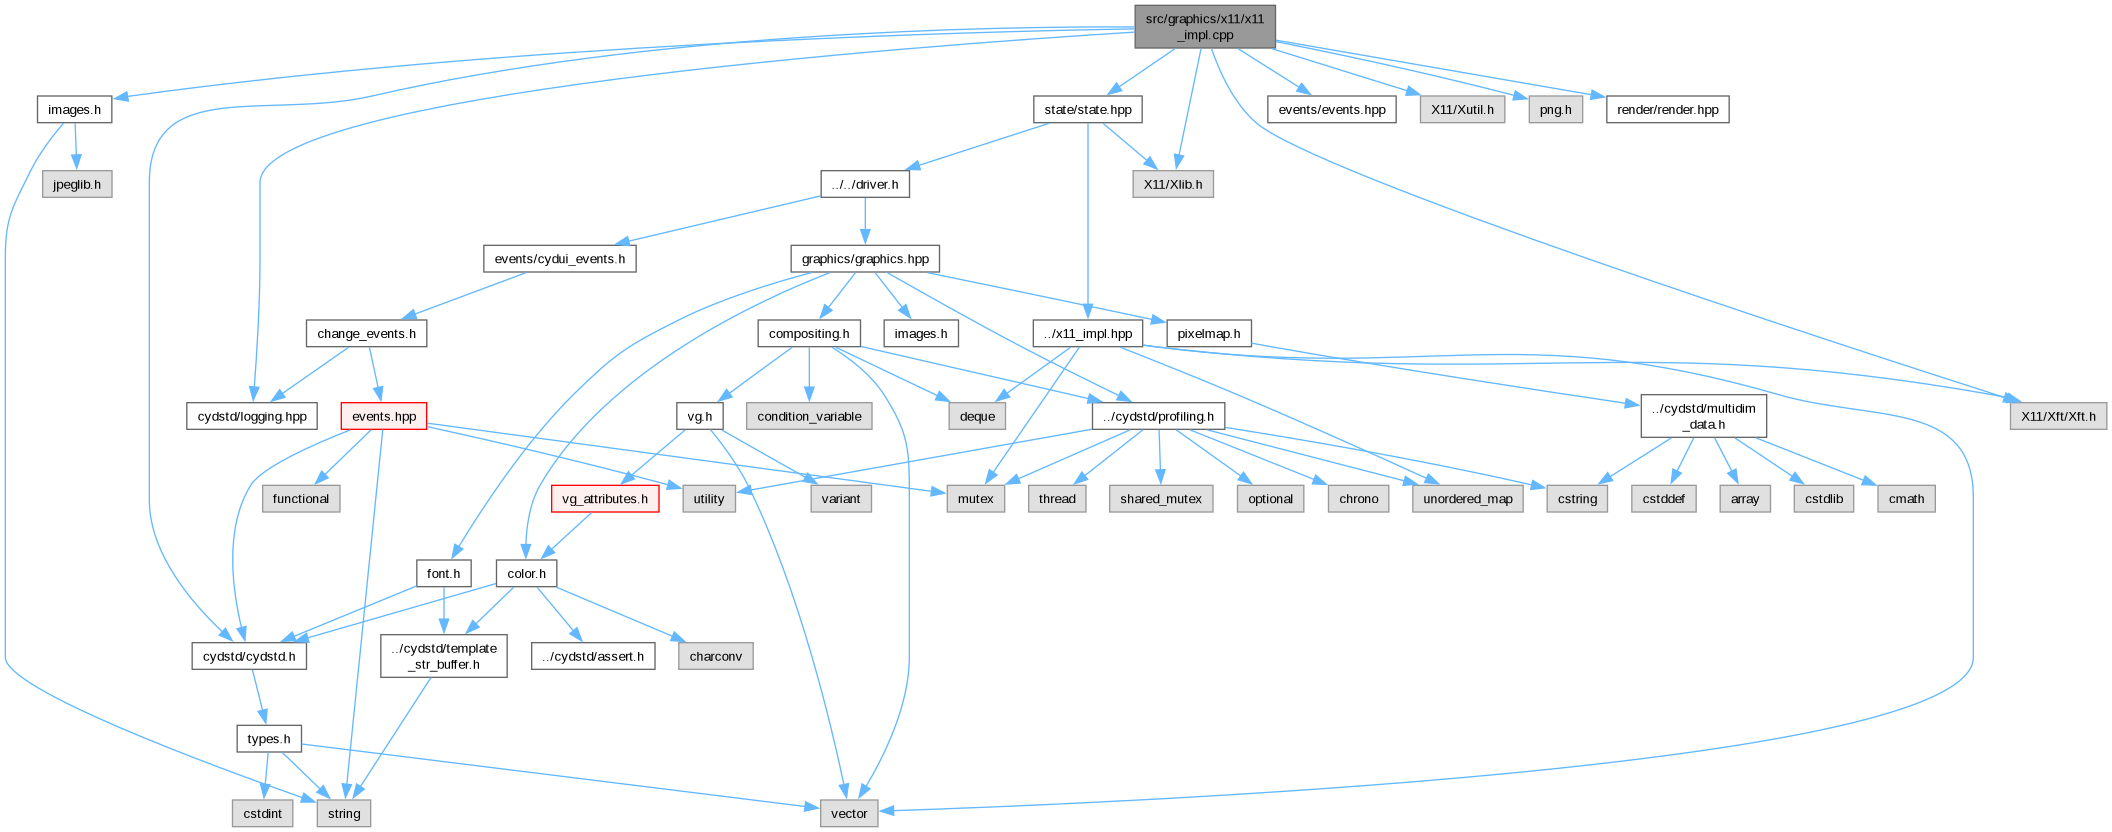 src/graphics/x11/x11
_impl.cpp
images.h
state/state.hpp
events/events.hpp
X11/Xutil.h
png.h
render/render.hpp
jpeglib.h
../../driver.h
X11/Xlib.h
events/cydui_events.h
graphics/graphics.hpp
change_events.h
compositing.h
images.h
../x11_impl.hpp
pixelmap.h
cydstd/logging.hpp
events.hpp
vg.h
condition_variable
deque
../cydstd/profiling.h
../cydstd/multidim
_data.h
X11/Xft/Xft.h
functional
vg_attributes.h
utility
variant
mutex
thread
shared_mutex
optional
chrono
unordered_map
cstring
cstddef
array
cstdlib
cmath
font.h
color.h
cydstd/cydstd.h
../cydstd/template
_str_buffer.h
../cydstd/assert.h
charconv
types.h
cstdint
string
vector